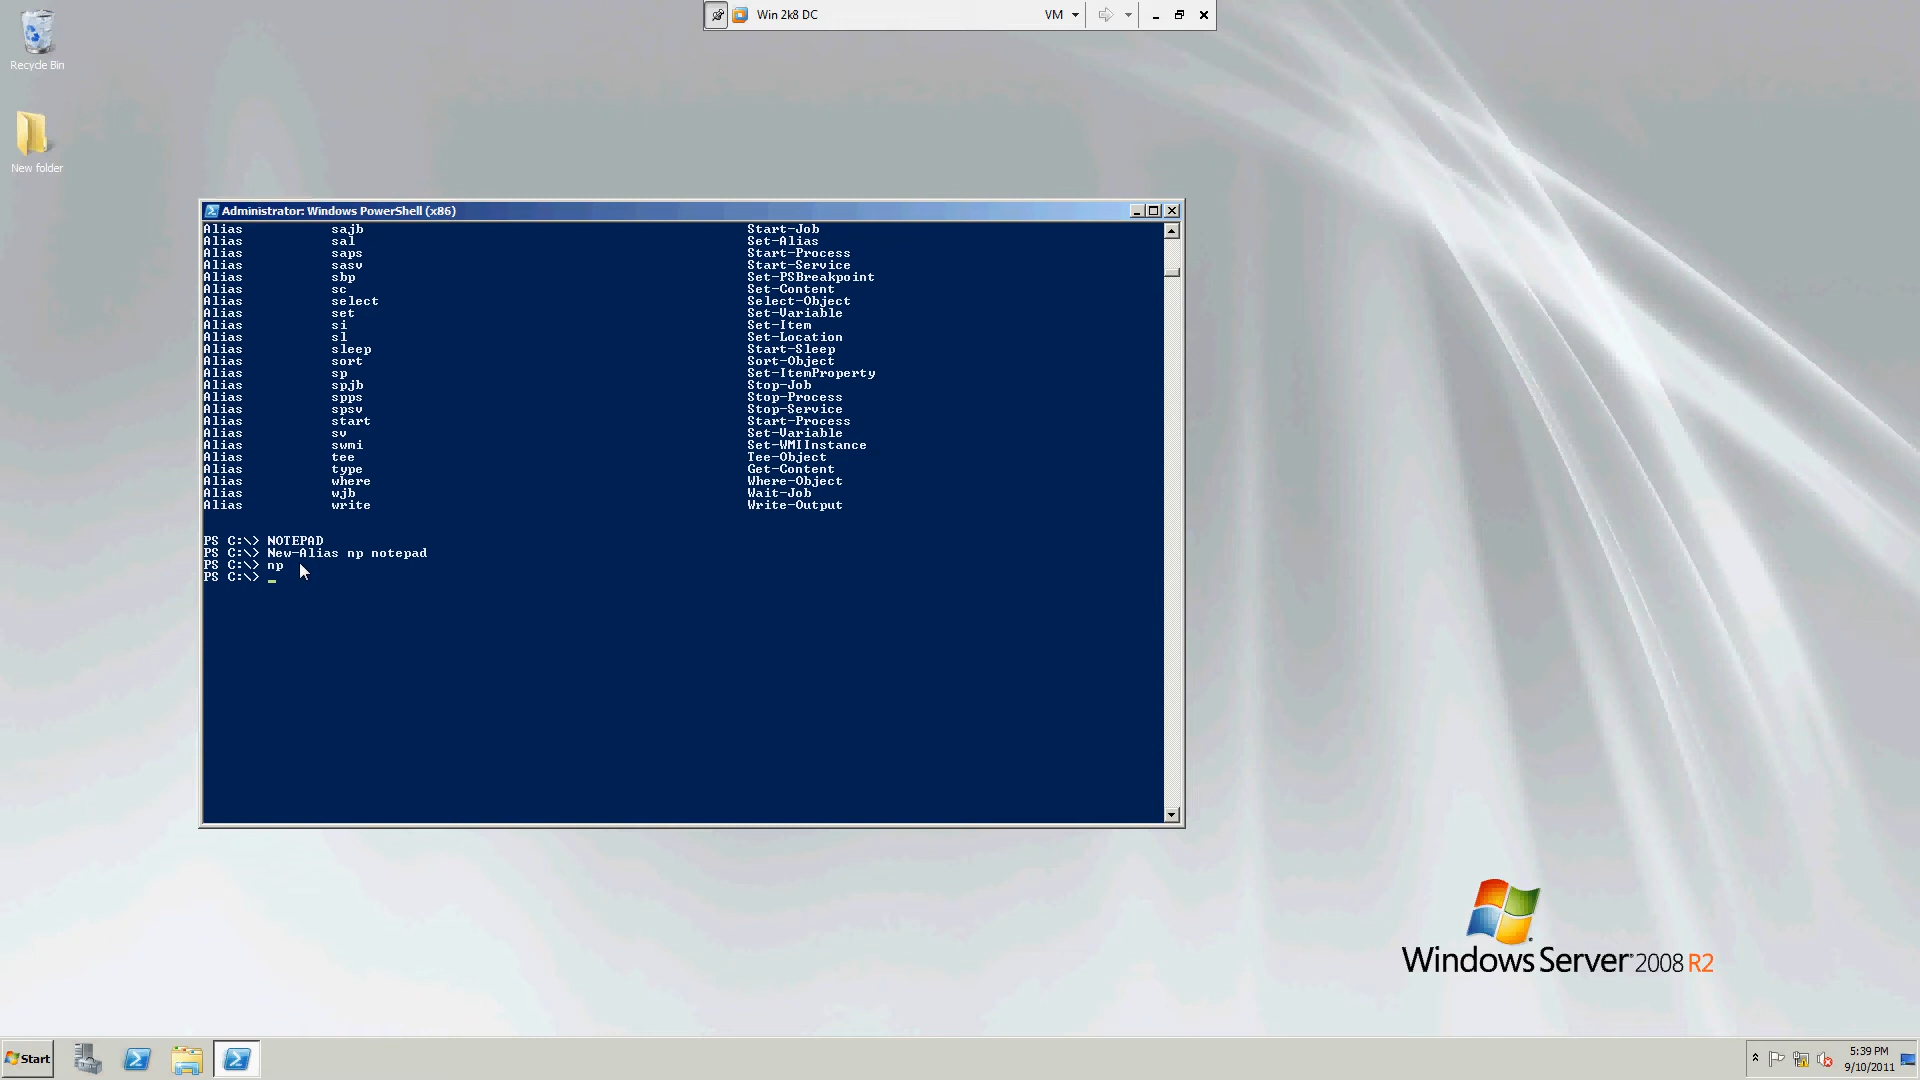 Win 2k8 DC VM
Recycle Bin
New folder
Administrator: Windows PowerShell (x86)
Alias sajb Start-Job
Alias sal Set-Alias
Alias saps Start-Process
Alias sasv Start-Service
Alias sbp Set-PSBreakpoint
Alias sc Set-Content
Alias select Select-Object
Alias set Set-Variable
Alias si Set-Item
Alias sl Set-Location
Alias sleep Start-Sleep
Alias sort Sort-Object
Alias sp Set-ItemProperty
Alias spjb Stop-Job
Alias spps Stop-Process
Alias spsv Stop-Service
Alias start Start-Process
Alias sv Set-Variable
Alias swmi Set-WMIInstance
Alias tee Tee-Object
Alias type Get-Content
Alias where Where-Object
Alias wjb Wait-Job
Alias write Write-Output
PS C:\> NOTEPAD
PS C:\> New-Alias np notepad
PS C:\> np
PS C:\> _
Windows Server 2008 R2
Start
5:39 PM
9/10/2011